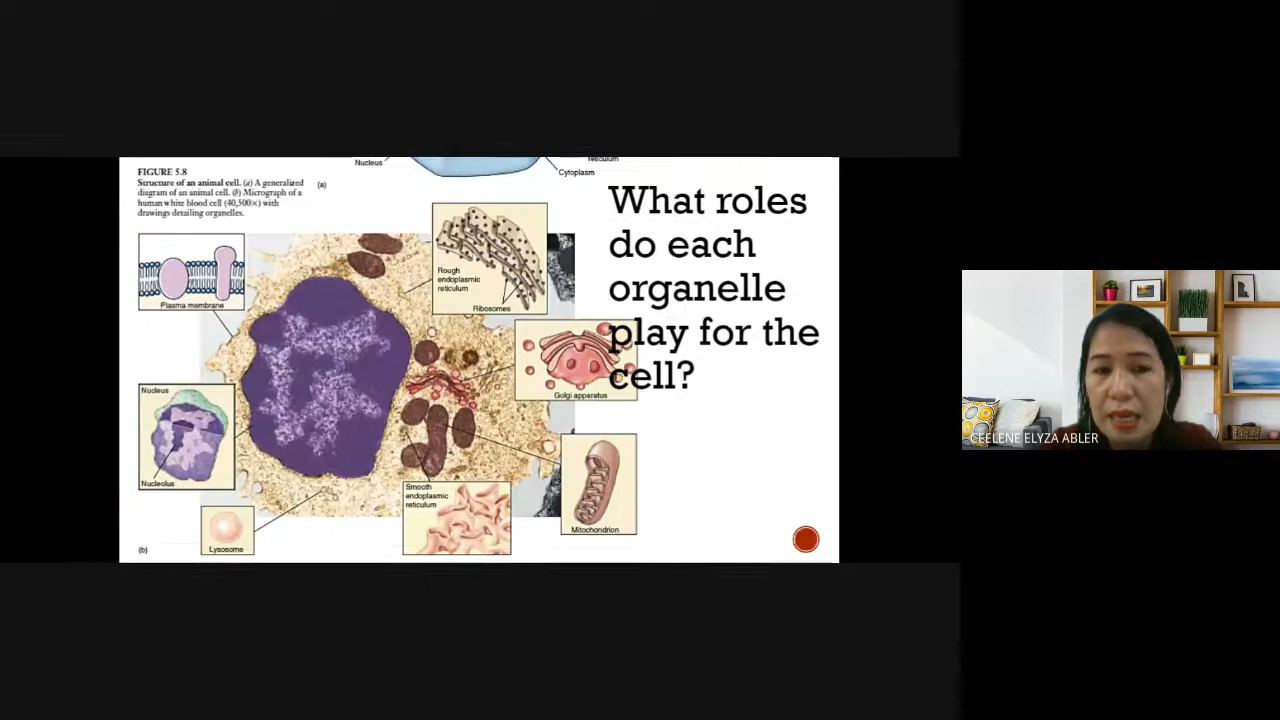 Nucleus
reticulum
Cytoplasm
FIGURE 5.8
Structure of an animal cell. (a) A generalized
diagram of an animal cell. (b) Micrograph of a
human white blood cell (40,500×) with
drawings detailing organelles.
(a)
What roles
do each
organelle
play for the
cell?
Rough
endoplasmic
reticulum
Ribosomes
Plasma membrane
Golgi apparatus
Nucleus
Nucleolus
Smooth
endoplasmic
reticulum
Mitochondrion
Lysosome
(b)
CEELENE ELYZA ABLER